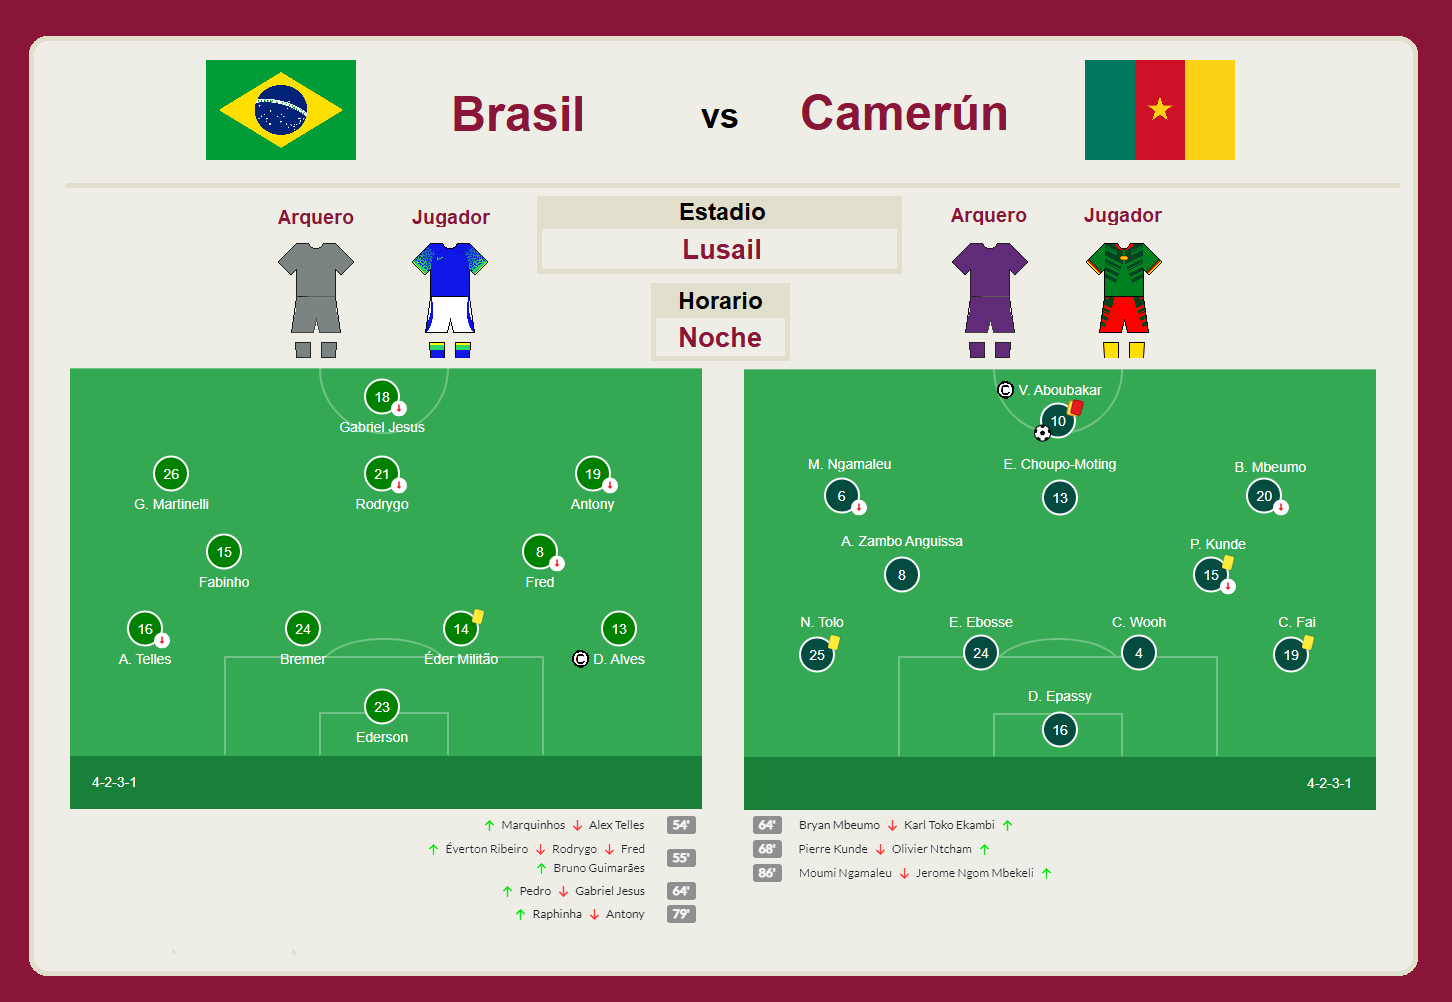 Brasil vs Camerún
Arquero Jugador
Estadio
Lusail
Horario
Noche
Arquero Jugador
18
Gabriel Jesus
26 21 19
G. Martinelli Rodrygo Antony
15 8
Fabinho Fred
16 24 14 13
A. Telles Bremer Éder Militão © D. Alves
23
Ederson
4-2-3-1
© V. Aboubakar
10
M. Ngamaleu E. Choupo-Moting B. Mbeumo
6 13 20
A. Zambo Anguissa P. Kunde
8 15
N. Tolo E. Ebosse C. Wooh C. Fai
25 24 4 19
D. Epassy
16
4-2-3-1
↑ Marquinhos ↓ Alex Telles 54'
↑ Éverton Ribeiro ↓ Rodrygo ↓ Fred 55'
↑ Bruno Guimarães
↑ Pedro ↓ Gabriel Jesus 64'
↑ Raphinha ↓ Antony 79'
64' Bryan Mbeumo ↓ Karl Toko Ekambi ↑
68' Pierre Kunde ↓ Olivier Ntcham ↑
86' Moumi Ngamaleu ↓ Jerome Ngom Mbekeli ↑